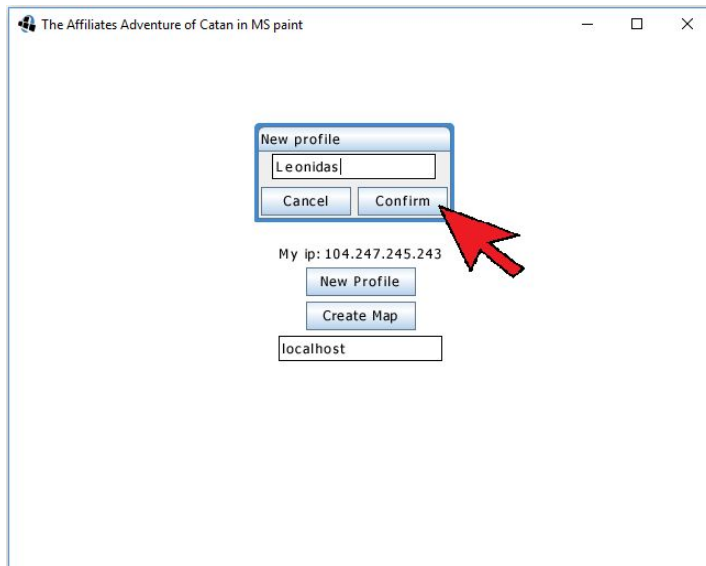 The Affiliates Adventure of Catan in MS paint
New profile
Leonidas
Cancel Confirm
My ip: 104.247.245.243
New Profile
Create Map
localhost